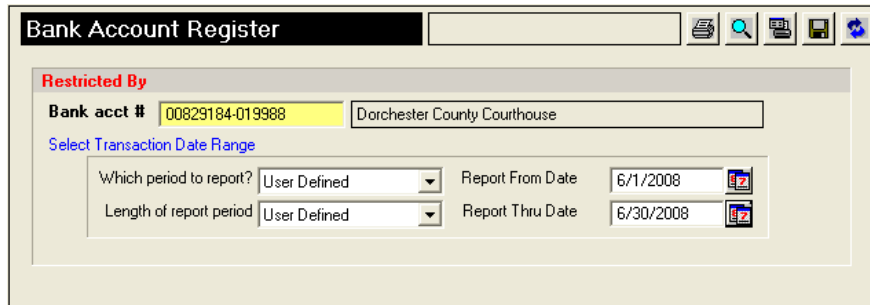 Bank Account Register
Restricted By
Bank acct # 00829184-019988 Dorchester County Courthouse
Select Transaction Date Range
Which period to report? User Defined Report From Date 6/1/2008
Length of report period User Defined Report Thru Date 6/30/2008